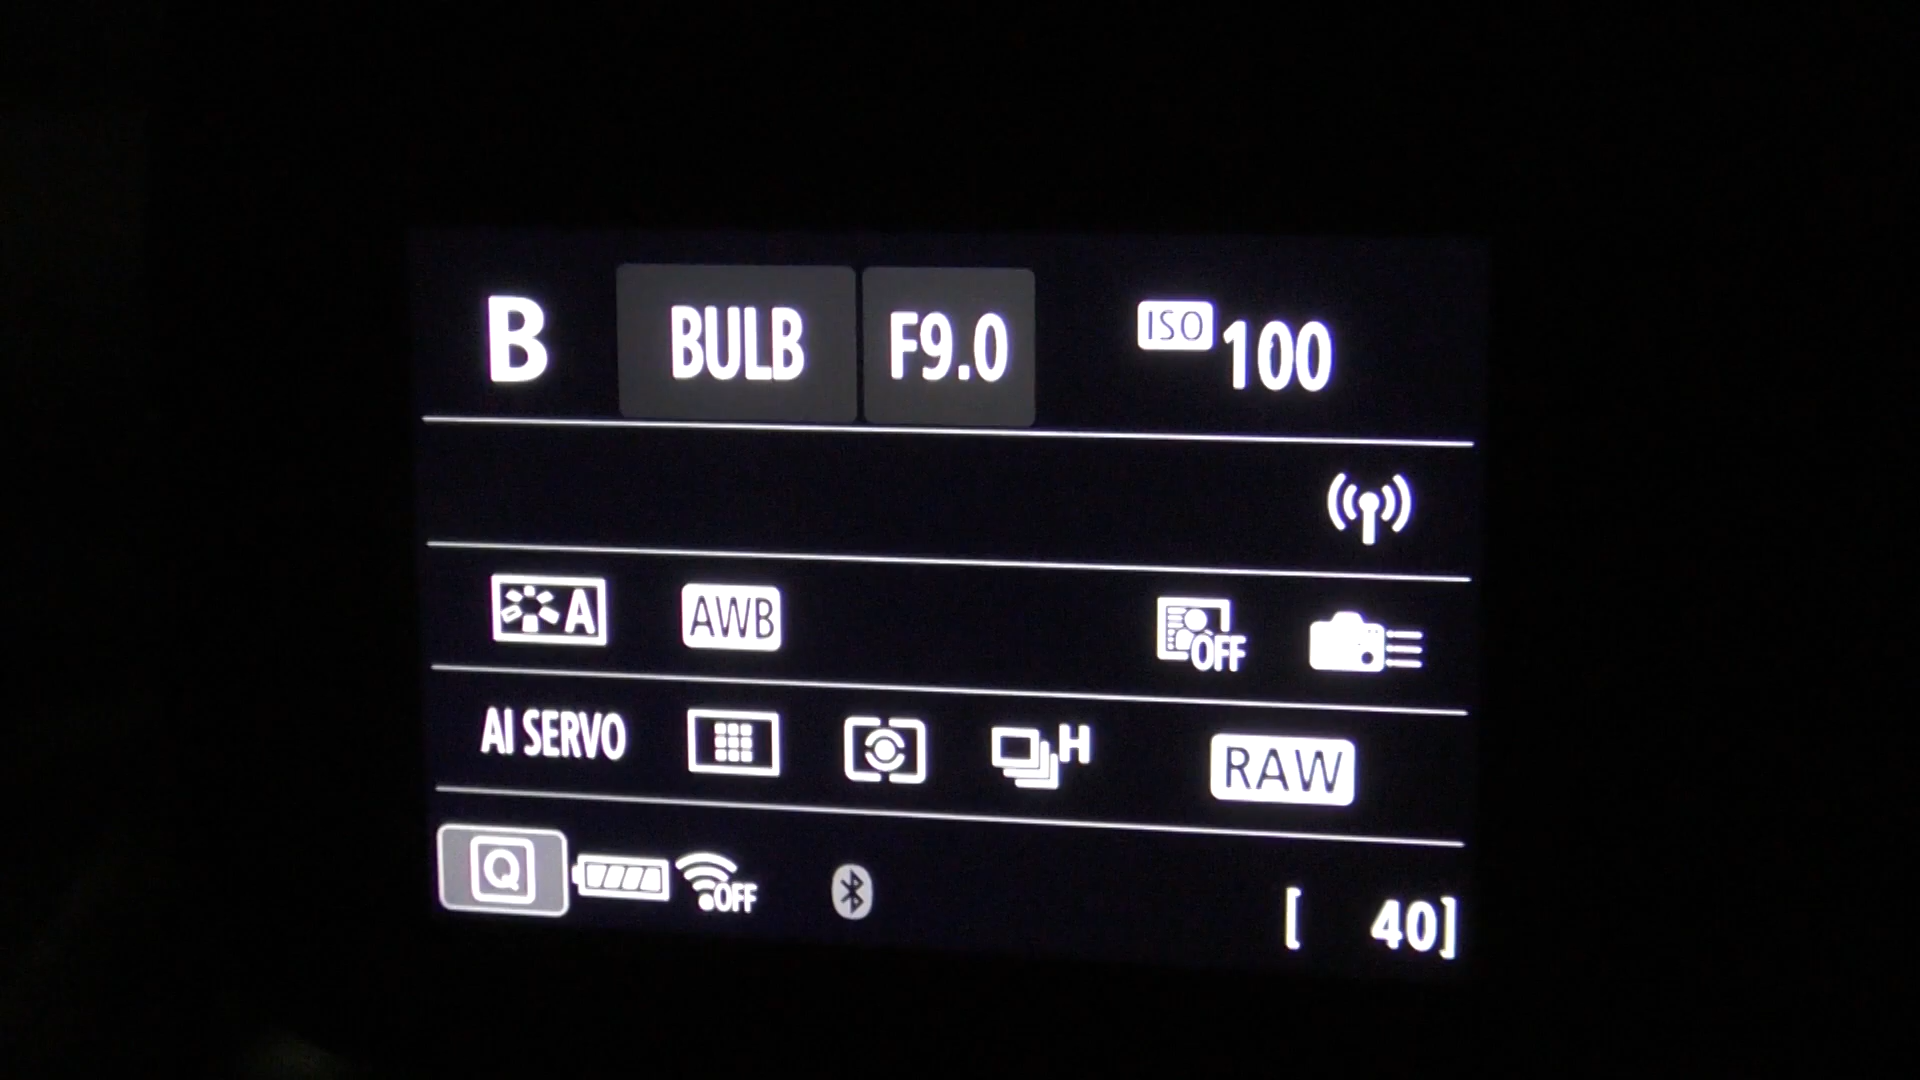 B BULB F9.0 ISO 100
A AWB OFF
AI SERVO H RAW
Q OFF [ 40]